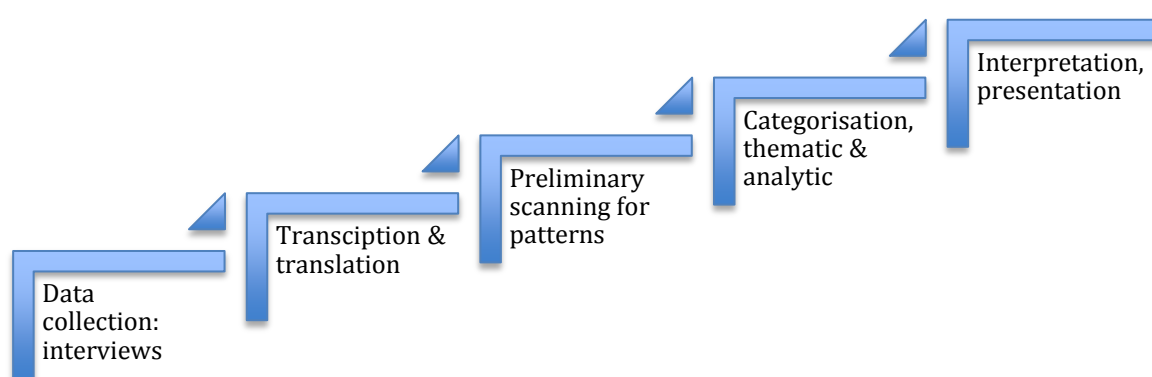 Data
collection:
interviews
Transciption &
translation
Preliminary
scanning for
patterns
Categorisation,
thematic &
analytic
Interpretation,
presentation